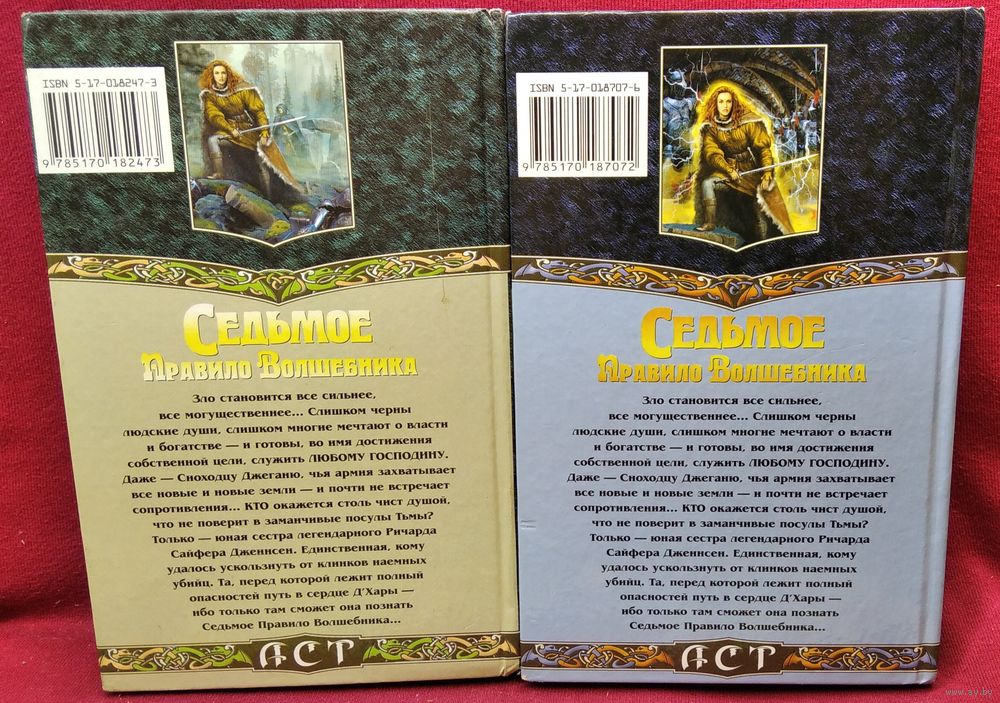 ISBN 5-17-018247-3
9 785170 182473
Седьмое
Правило Волшебника
Зло становится все сильнее,
все могущественнее... Слишком черны
людские души, слишком многие мечтают о власти
и богатстве — и готовы, во имя достижения
собственной цели, служить ЛЮБОМУ ГОСПОДИНУ.
Даже — Сноходцу Джеганю, чья армия захватывает
все новые и новые земли — и почти не встречает
сопротивления... КТО окажется столь чист душой,
что не поверит в заманчивые посулы Тьмы?
Только — юная сестра легендарного Ричарда
Сайфера Дженнсен. Единственная, кому
удалось ускользнуть от клинков наемных
убийц. Та, перед которой лежит полный
опасностей путь в сердце Д'Хары —
ибо только там сможет она познать
Седьмое Правило Волшебника...
АСТ
ISBN 5-17-018707-6
9 785170 187072
Седьмое
Правило Волшебника
Зло становится все сильнее,
все могущественнее... Слишком черны
людские души, слишком многие мечтают о власти
и богатстве — и готовы, во имя достижения
собственной цели, служить ЛЮБОМУ ГОСПОДИНУ.
Даже — Сноходцу Джеганю, чья армия захватывает
все новые и новые земли — и почти не встречает
сопротивления... КТО окажется столь чист душой,
что не поверит в заманчивые посулы Тьмы?
Только — юная сестра легендарного Ричарда
Сайфера Дженнсен. Единственная, кому
удалось ускользнуть от клинков наемных
убийц. Та, перед которой лежит полный
опасностей путь в сердце Д'Хары —
ибо только там сможет она познать
Седьмое Правило Волшебника...
АСТ
www.ay.by